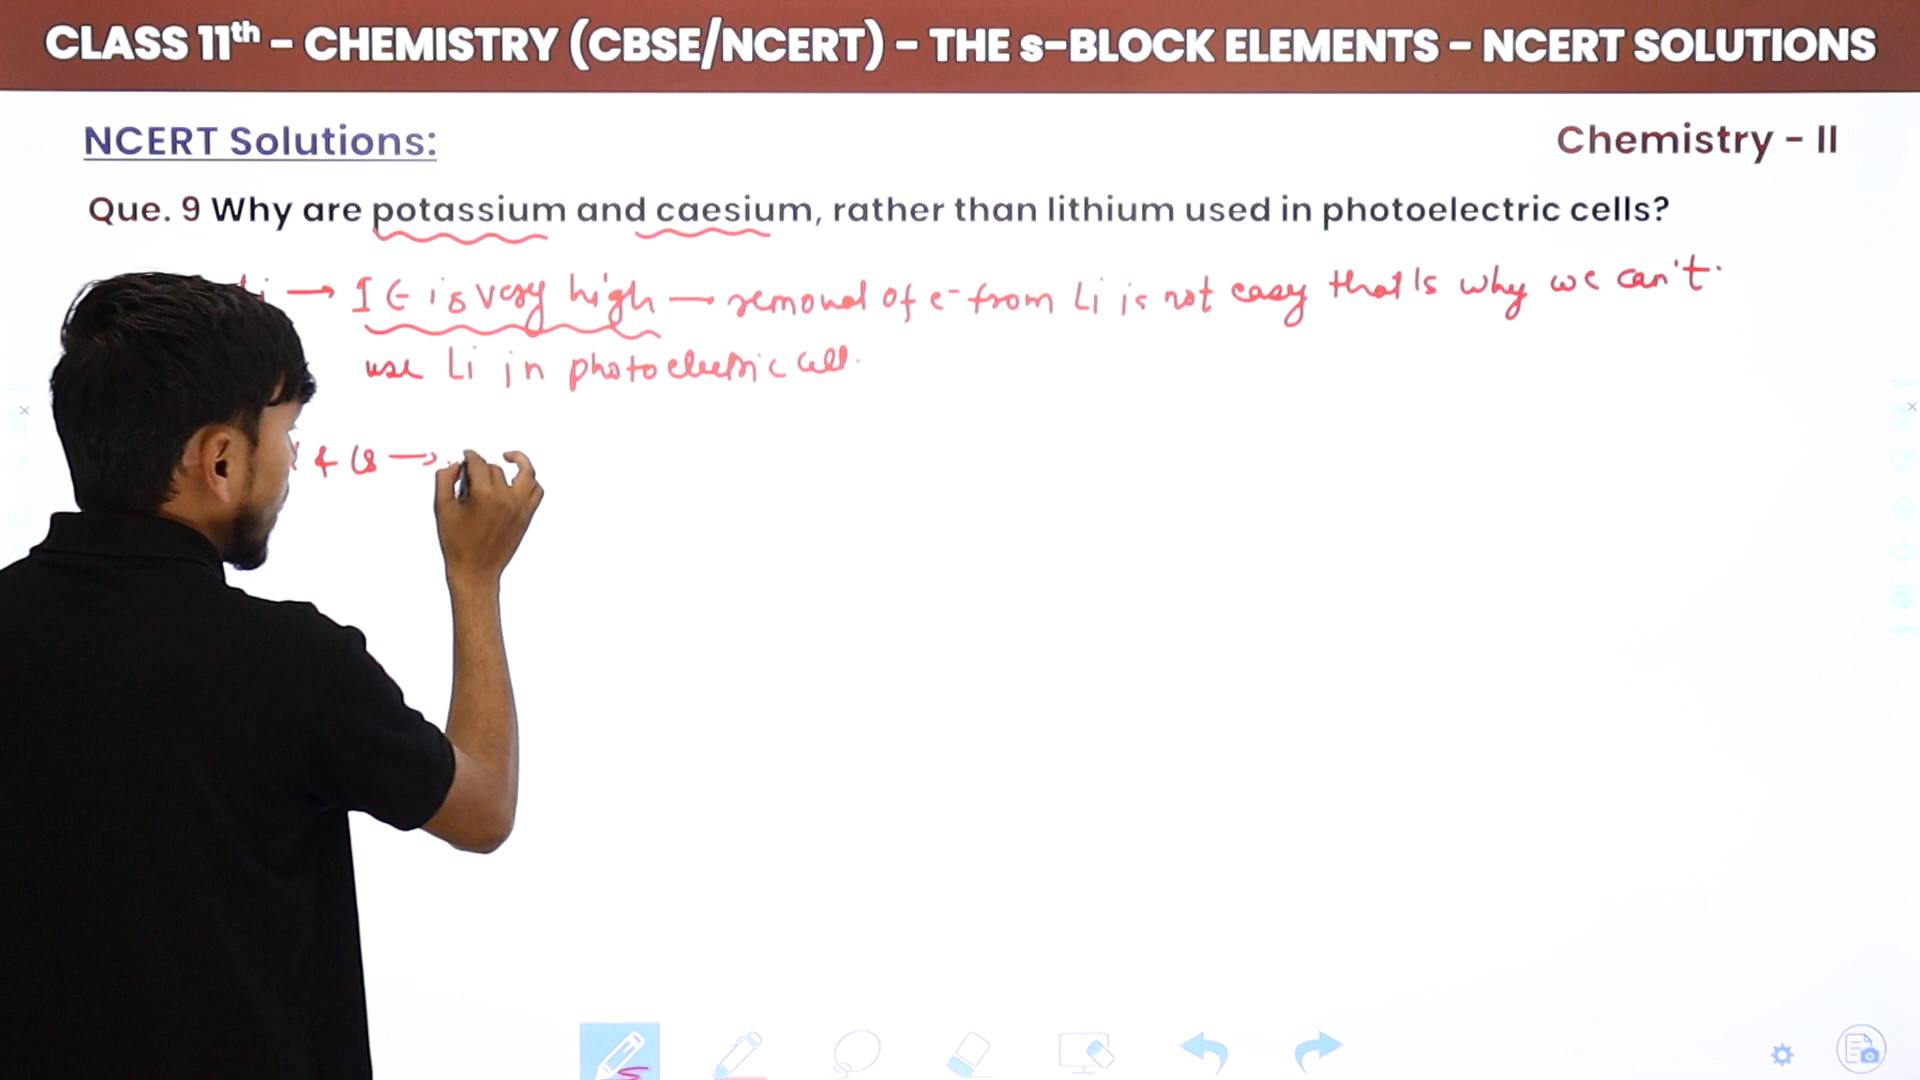 CLASS 11th - CHEMISTRY (CBSE/NCERT) - THE s-BLOCK ELEMENTS - NCERT SOLUTIONS
NCERT Solutions:
Chemistry - II
Que. 9 Why are potassium and caesium, rather than lithium used in photoelectric cells?
Li → IE is very high → removal of e- from Li is not easy that is why we can't.
use Li in photoelectric cell.
& Cs →